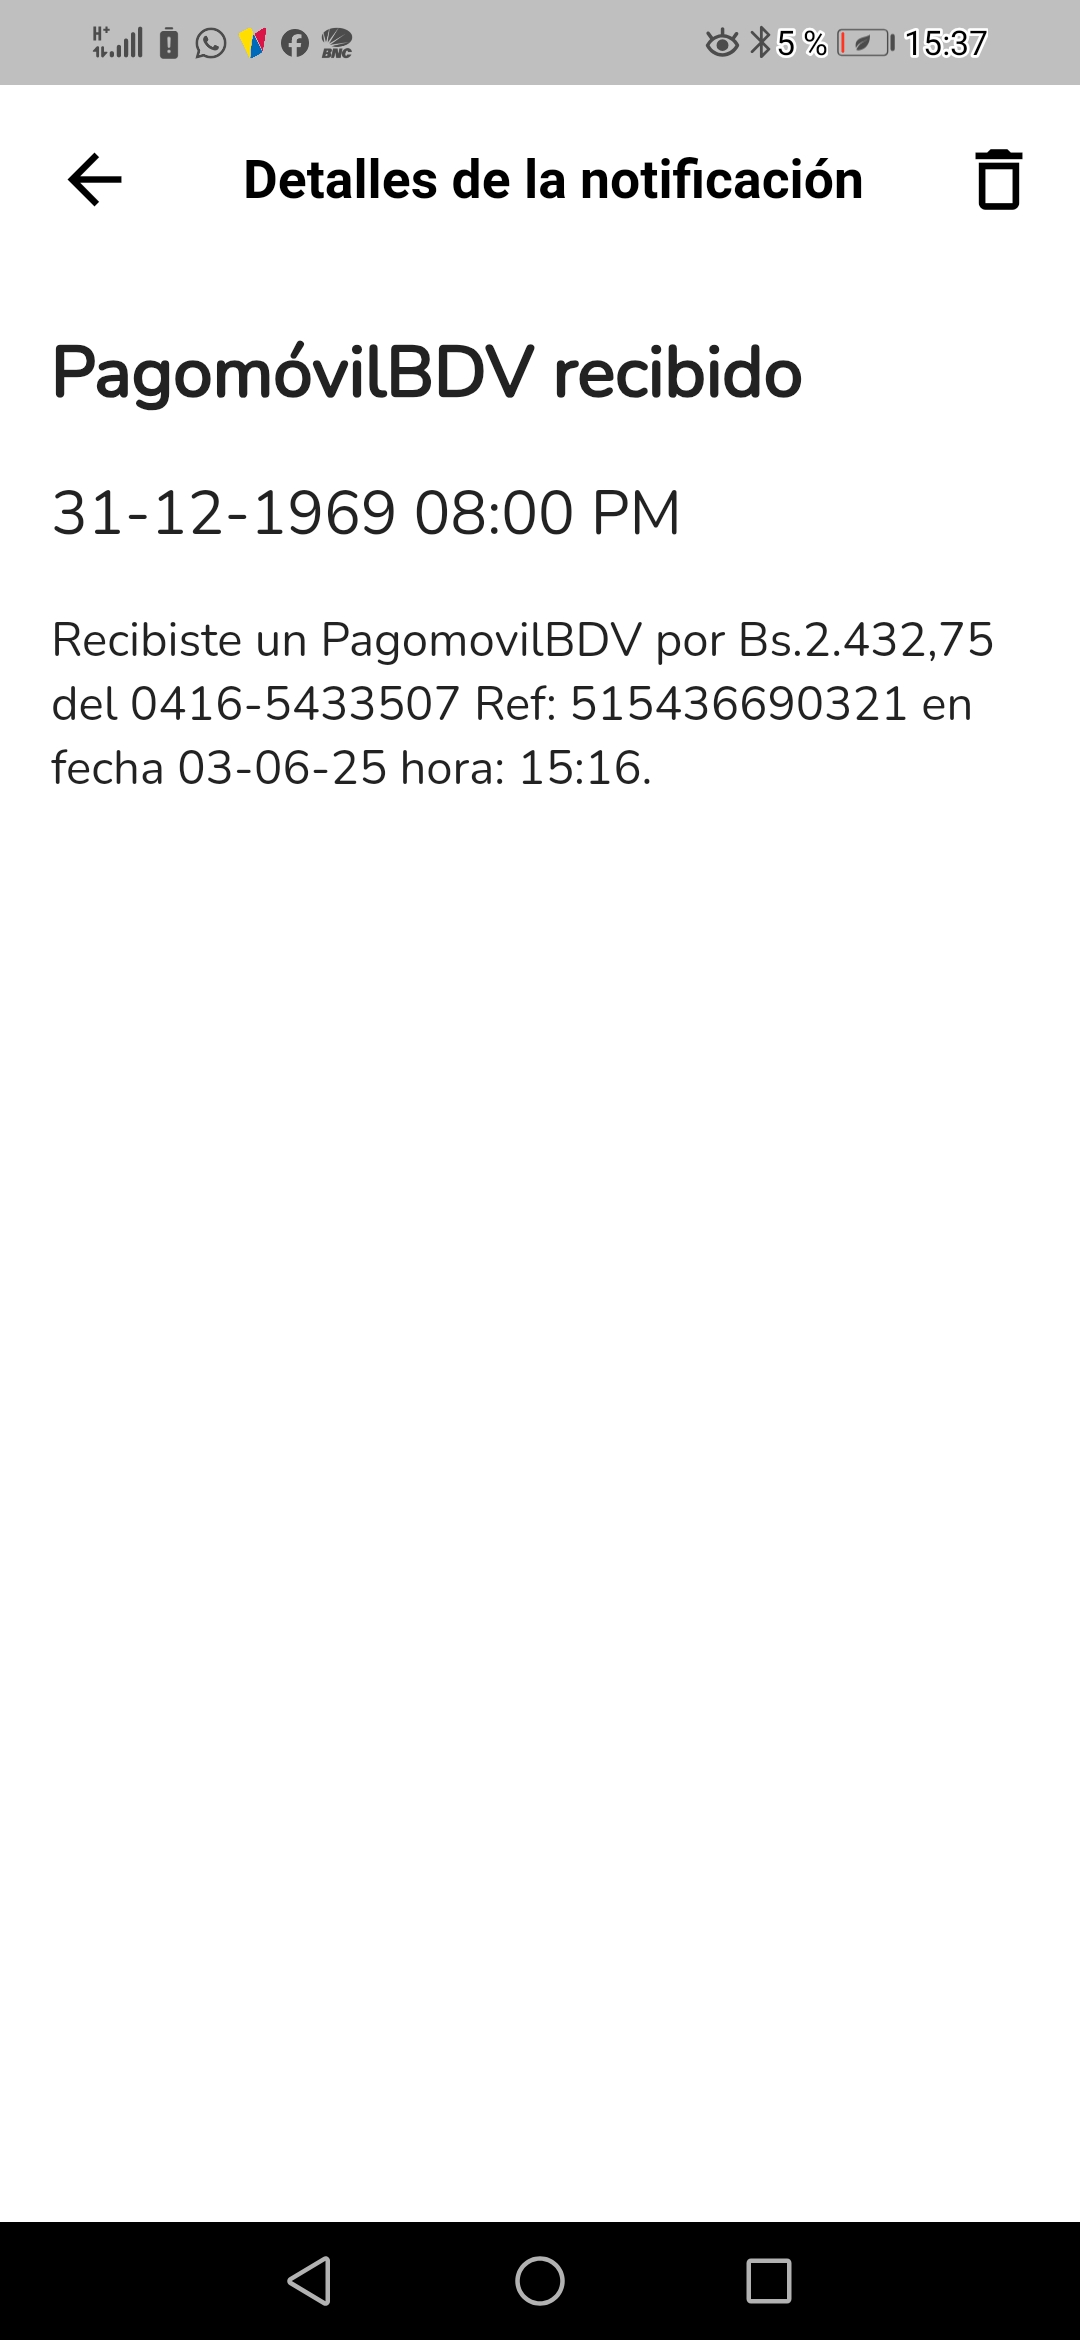 H+
BNC
5 %
15:37
Detalles de la notificación
PagomóvilBDV recibido
31-12-1969 08:00 PM
Recibiste un PagomovilBDV por Bs.2.432,75
del 0416-5433507 Ref: 515436690321 en
fecha 03-06-25 hora: 15:16.